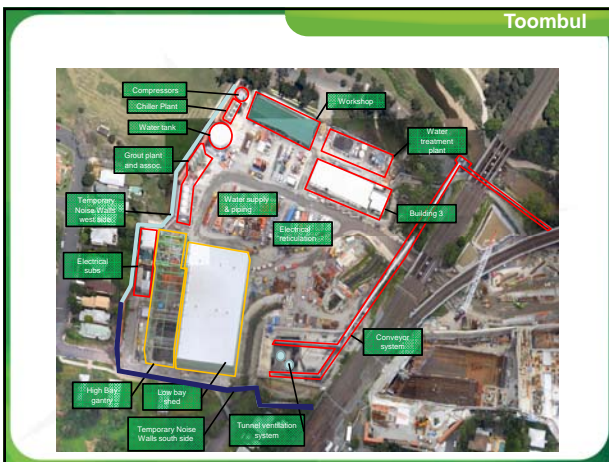 Toombul
Compressors
Chiller Plant
Workshop
Water tank
Water
treatment
plant
Grout plant
and assoc.
Temporary
Noise Walls
west side
Water supply
& piping
Building 3
Electrical
reticulation
Electrical
subs
Conveyor
system
High Bay
gantry
Low bay
shed
Temporary Noise
Walls south side
Tunnel ventilation
system